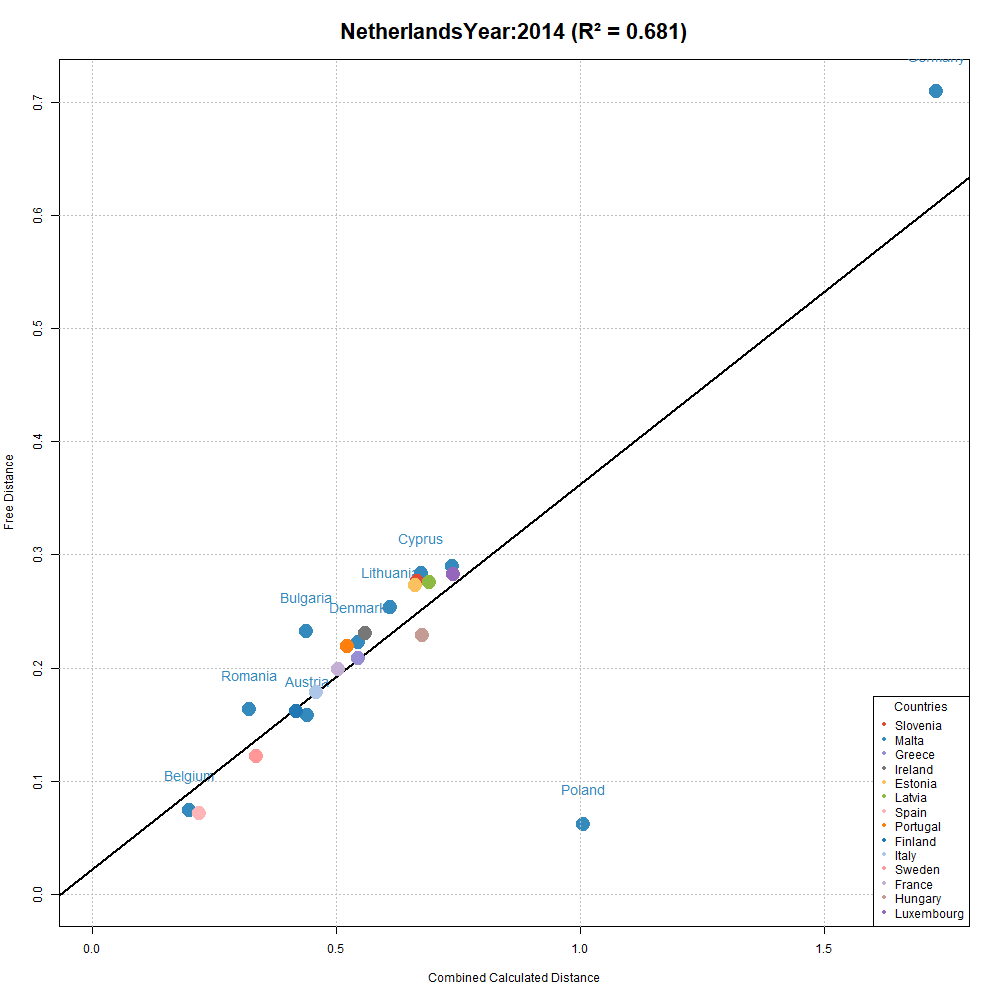 NetherlandsYear:2014 (R² = 0.681)
Germany
0.7
0.6
0.5
0.4
0.3
0.2
0.1
0.0
Free Distance
Cyprus
Lithuania
Bulgaria
Denmark
Romania
Austria
Belgium
Poland
Countries
Slovenia
Malta
Greece
Ireland
Estonia
Latvia
Spain
Portugal
Finland
Italy
Sweden
France
Hungary
Luxembourg
0.0 0.5 1.0 1.5
Combined Calculated Distance